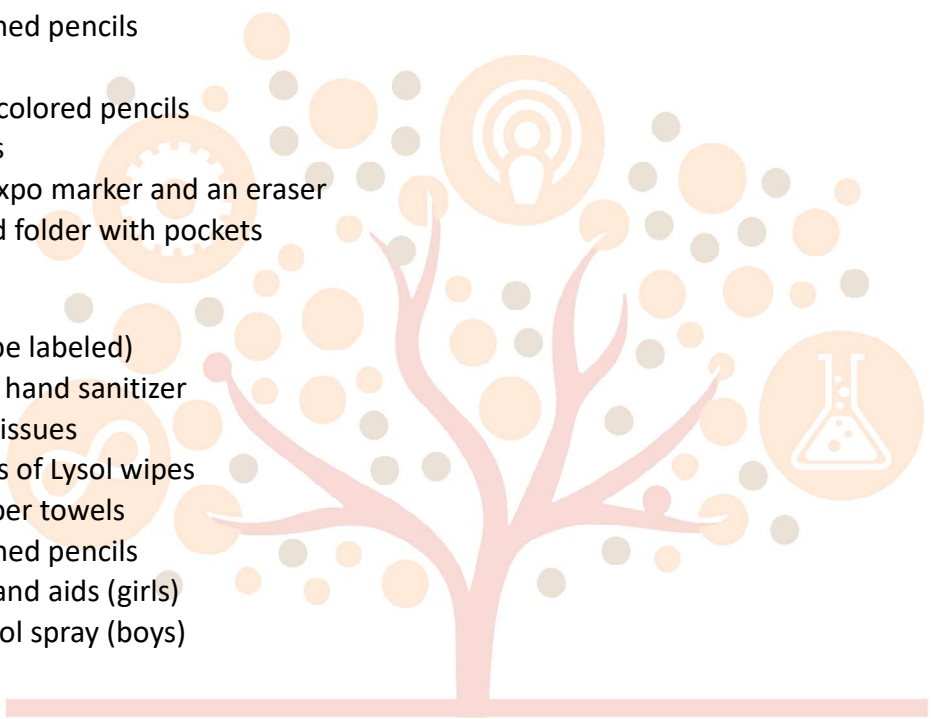 ned pencils
colored pencils
s
xpo marker and an eraser
d folder with pockets
be labeled)
hand sanitizer
issues
s of Lysol wipes
per towels
ned pencils
and aids (girls)
ol spray (boys)